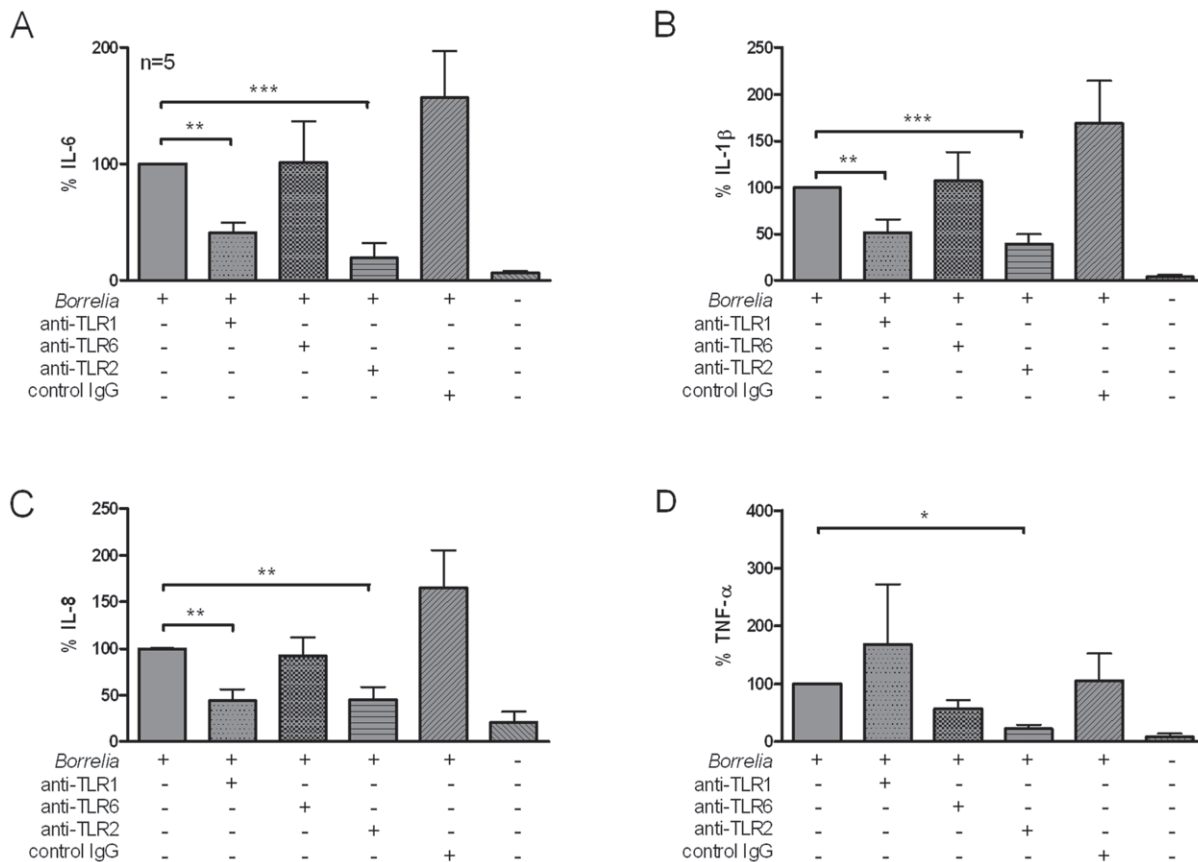 A
200
n=5
***
**
% IL-6
100
0
Borrelia + + + + + -
anti-TLR1 - + - - - -
anti-TLR6 - - + - - -
anti-TLR2 - - - + - -
control IgG - - - - + -
B
250
200
***
150
**
% IL-1β
100
50
0
Borrelia + + + + + -
anti-TLR1 - + - - - -
anti-TLR6 - - + - - -
anti-TLR2 - - - + - -
control IgG - - - - + -
C
250
200
**
150
**
% IL-8
100
50
0
Borrelia + + + + + -
anti-TLR1 - + - - - -
anti-TLR6 - - + - - -
anti-TLR2 - - - + - -
control IgG - - - - + -
D
400
*
300
% TNF-α
200
100
0
Borrelia + + + + + -
anti-TLR1 - + - - - -
anti-TLR6 - - + - - -
anti-TLR2 - - - + - -
control IgG - - - - + -